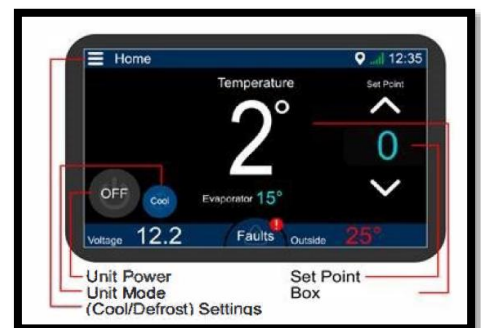 Home 12:35
Temperature Set Point
2°
0
OFF Cool Evaporator 15°
Voltage 12.2 Faults ! Outside 25°
Unit Power Set Point
Unit Mode Box
(Cool/Defrost) Settings